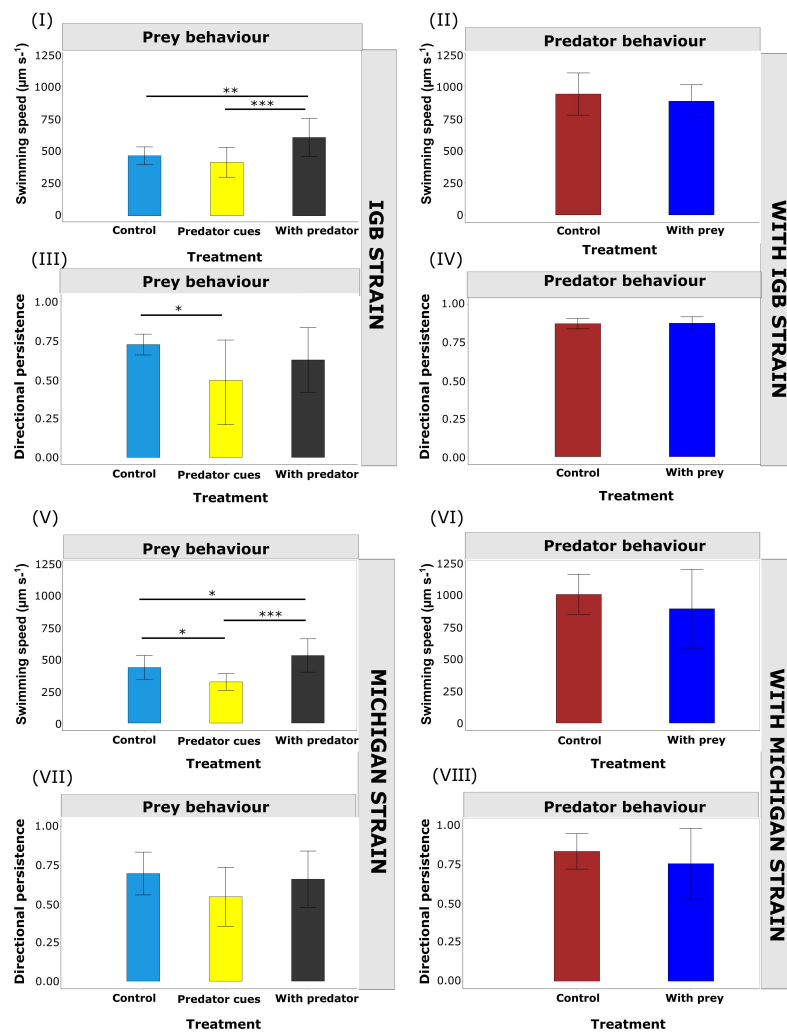 (I)
Prey behaviour
Swimming speed (µm s-1)
1250
1000
750
500
250
0
**
***
Control Predator cues With predator
Treatment
(II)
Predator behaviour
Swimming speed (µm s-1)
1250
1000
750
500
250
0
Control With prey
Treatment
(III)
Prey behaviour
Directional persistence
1.00
0.75
0.50
0.25
0.00
*
Control Predator cues With predator
Treatment
IGB STRAIN
(IV)
Predator behaviour
Directional persistence
1.00
0.75
0.50
0.25
0.00
Control With prey
Treatment
WITH IGB STRAIN
(V)
Prey behaviour
Swimming speed (µm s-1)
1250
1000
750
500
250
0
*
***
*
Control Predator cues With predator
Treatment
(VI)
Predator behaviour
Swimming speed (µm s-1)
1250
1000
750
500
250
0
Control With prey
Treatment
(VII)
Prey behaviour
Directional persistence
1.00
0.75
0.50
0.25
0.00
Control Predator cues With predator
Treatment
MICHIGAN STRAIN
(VIII)
Predator behaviour
Directional persistence
1.00
0.75
0.50
0.25
0.00
Control With prey
Treatment
WITH MICHIGAN STRAIN